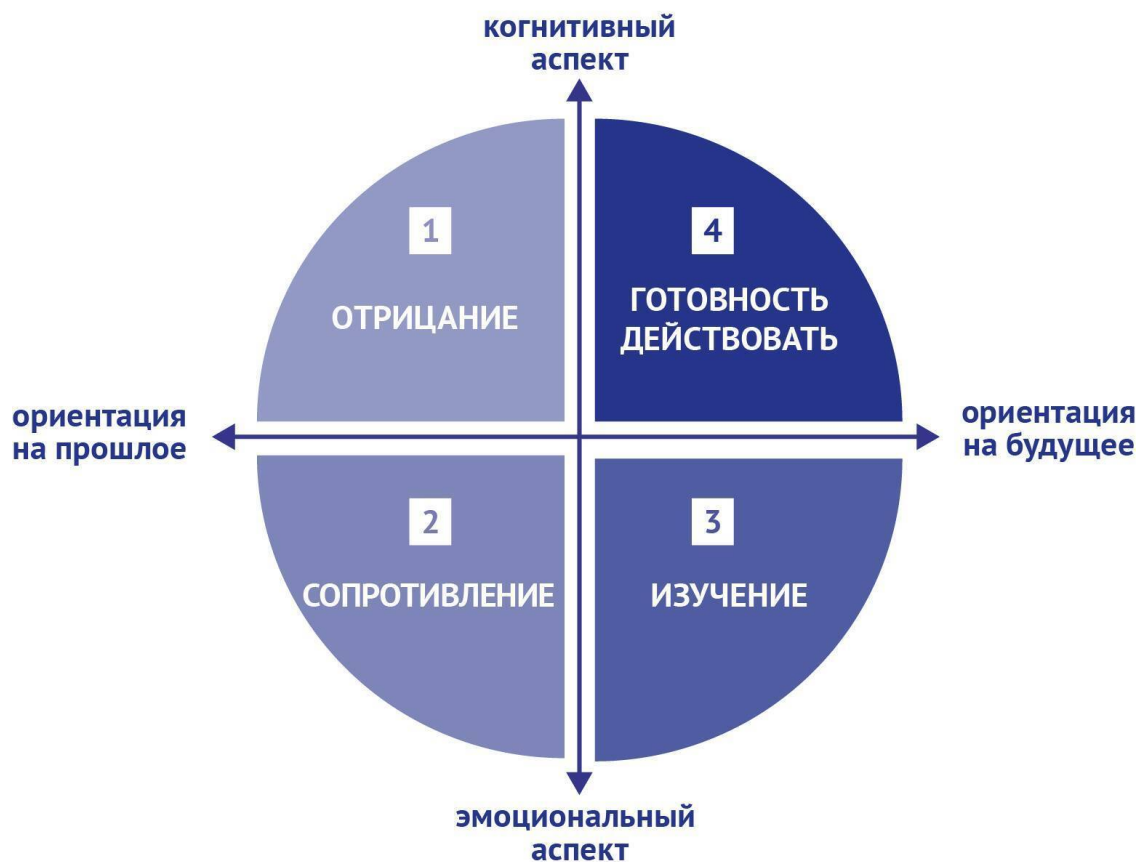 когнитивный
аспект
1
ОТРИЦАНИЕ
4
ГОТОВНОСТЬ
ДЕЙСТВОВАТЬ
ориентация
на прошлое
ориентация
на будущее
2
СОПРОТИВЛЕНИЕ
3
ИЗУЧЕНИЕ
эмоциональный
аспект